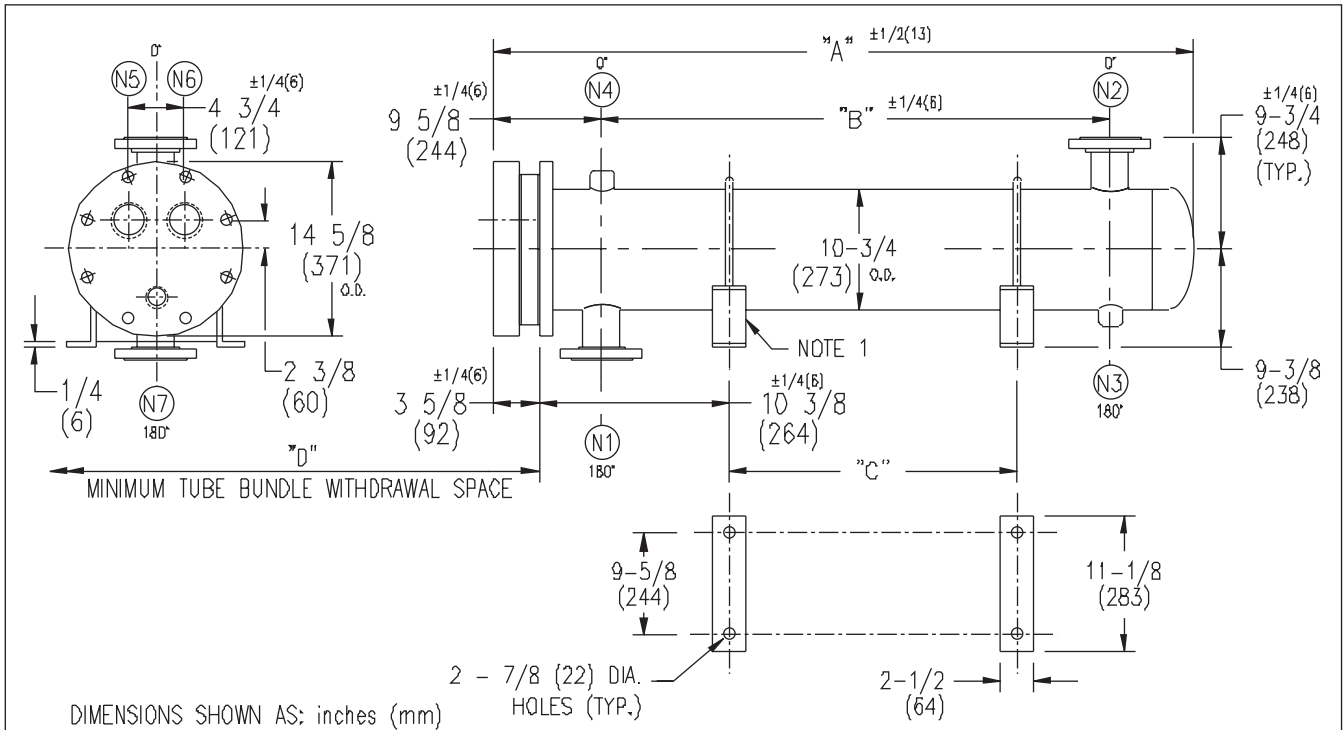 0°
N5
N6
±1/4(6)
4 3/4
(121)
14 5/8
(371)
O.D.
2 3/8
(60)
1/4
(6)
N7
180°
"D"
MINIMUM TUBE BUNDLE WITHDRAWAL SPACE
"A" ±1/2(13)
±1/4(6)
9 5/8
(244)
0°
N4
"B" ±1/4(6)
0°
N2
±1/4(6)
9-3/4
(248)
(TYP.)
10-3/4
(273) O.D.
NOTE 1
±1/4(6)
3 5/8
(92)
±1/4(6)
10 3/8
(264)
N1
180°
N3
180°
9-3/8
(238)
"C"
9-5/8
(244)
11-1/8
(283)
2 - 7/8 (22) DIA.
HOLES (TYP.)
2-1/2
(64)
DIMENSIONS SHOWN AS: inches (mm)